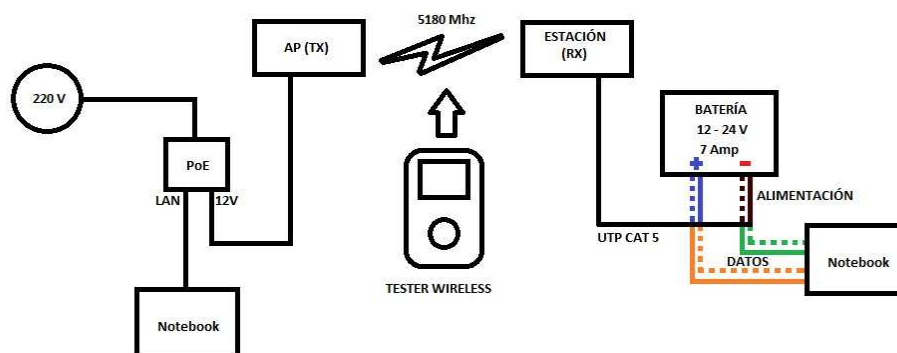 5180 Mhz
AP (TX)
ESTACIÓN
(RX)
220 V
BATERÍA
12 - 24 V
7 Amp
+ -
PoE
LAN 12V
ALIMENTACIÓN
UTP CAT 5
DATOS
Notebook
TESTER WIRELESS
Notebook